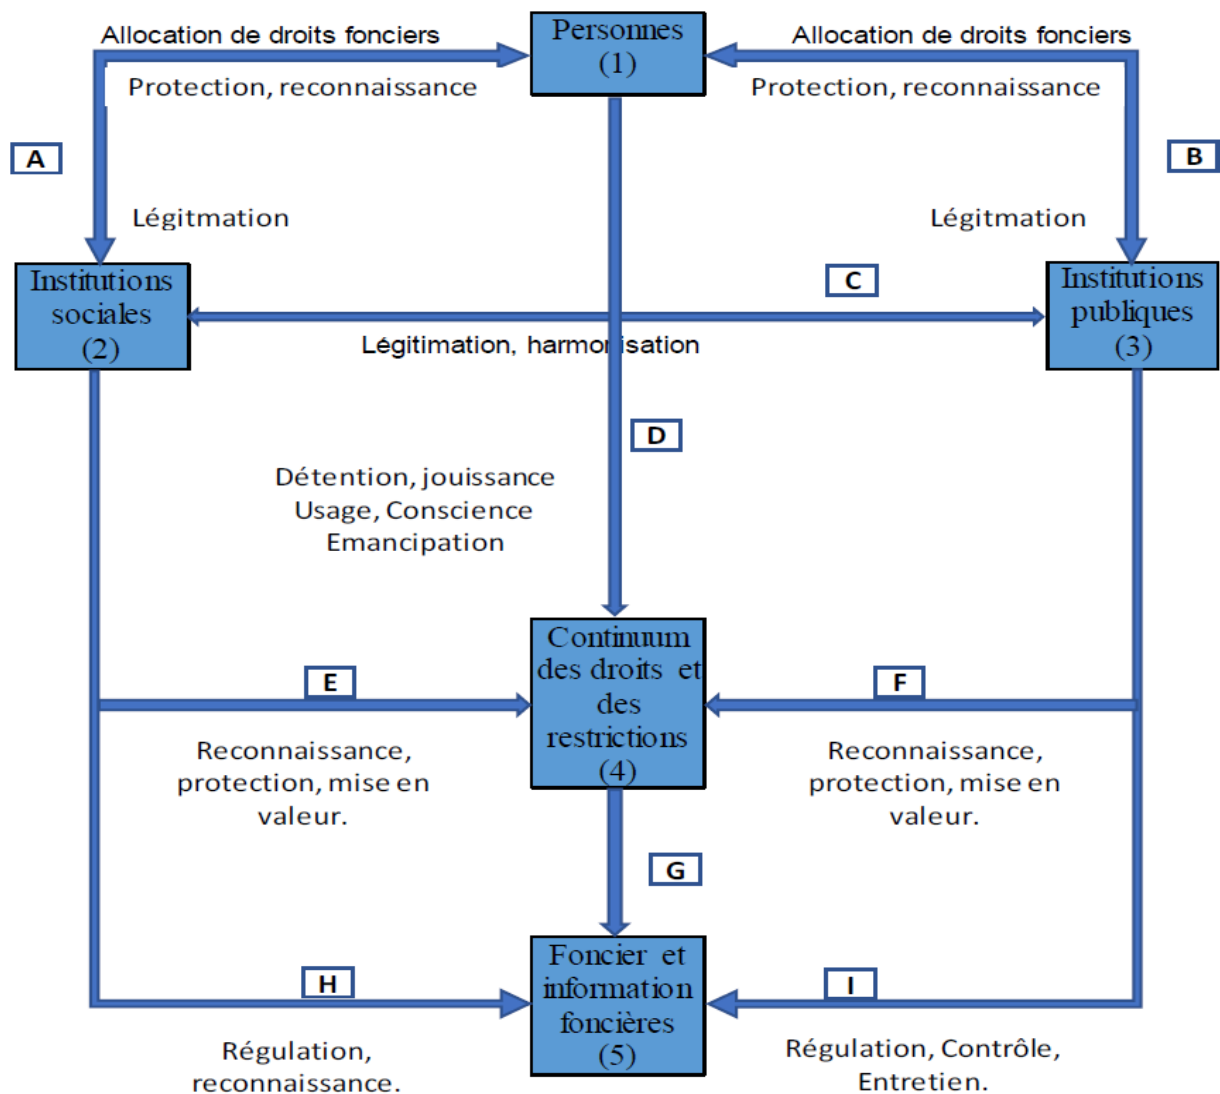 Allocation de droits fonciers
Personnes
(1)
Allocation de droits fonciers
Protection, reconnaissance
Protection, reconnaissance
A
B
Légitmation
Légitmation
Institutions
sociales
(2)
C
Institutions
publiques
(3)
Légitimation, harmonisation
D
Détention, jouissance
Usage, Conscience
Emancipation
Continuum
des droits et
des
restrictions
(4)
E
F
Reconnaissance,
protection, mise en
valeur.
Reconnaissance,
protection, mise en
valeur.
G
Foncier et
information
foncières
(5)
H
I
Régulation,
reconnaissance.
Régulation, Contrôle,
Entretien.